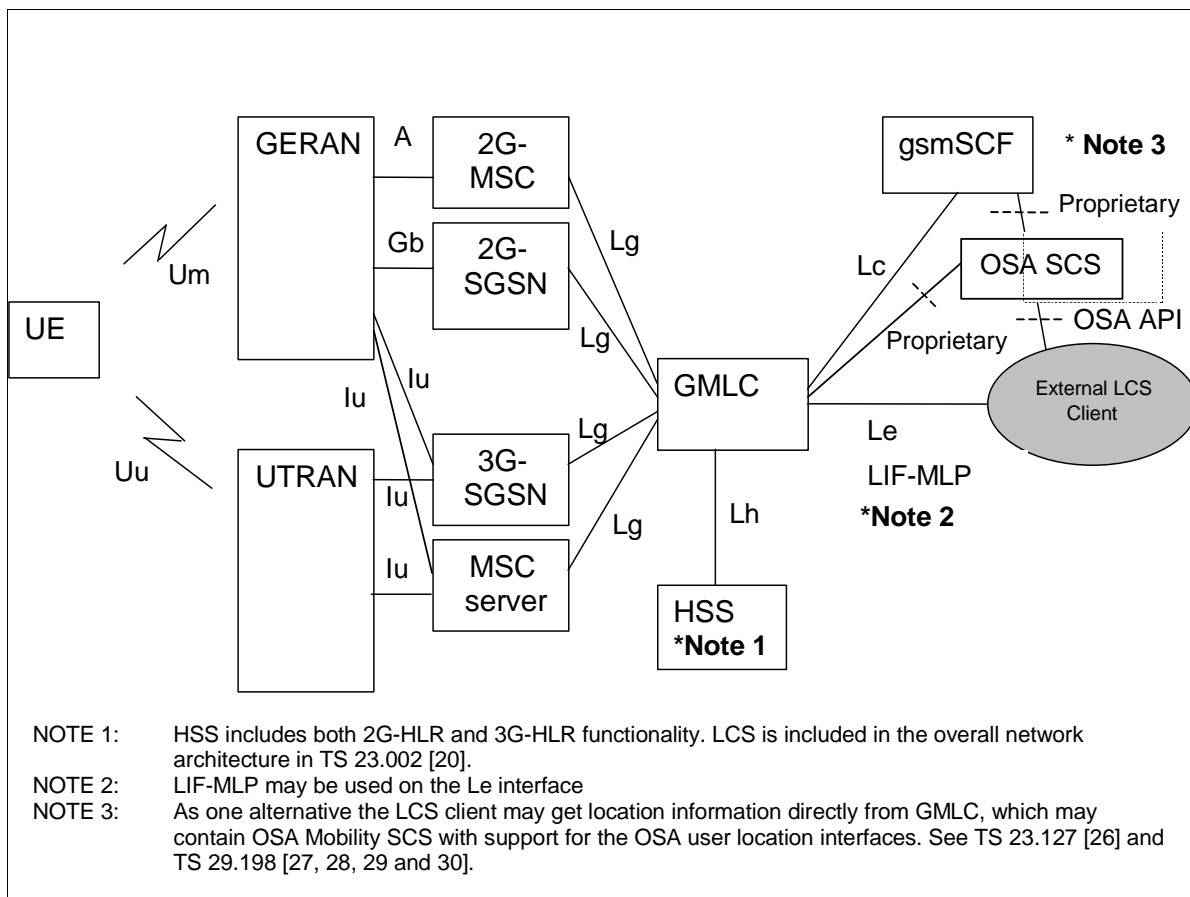 GERAN
A
2G-
MSC
gsmSCF
* Note 3
Proprietary
Gb
2G-
SGSN
Lg
Um
Lc
OSA SCS
UE
OSA API
Lg
Proprietary
Iu
Iu
GMLC
External LCS
Client
Lg
Le
Uu
UTRAN
3G-
SGSN
Iu
LIF-MLP
*Note 2
Lg
Lh
Iu
MSC
server
HSS
*Note 1
NOTE 1: HSS includes both 2G-HLR and 3G-HLR functionality. LCS is included in the overall network
architecture in TS 23.002 [20].
NOTE 2: LIF-MLP may be used on the Le interface
NOTE 3: As one alternative the LCS client may get location information directly from GMLC, which may
contain OSA Mobility SCS with support for the OSA user location interfaces. See TS 23.127 [26] and
TS 29.198 [27, 28, 29 and 30].